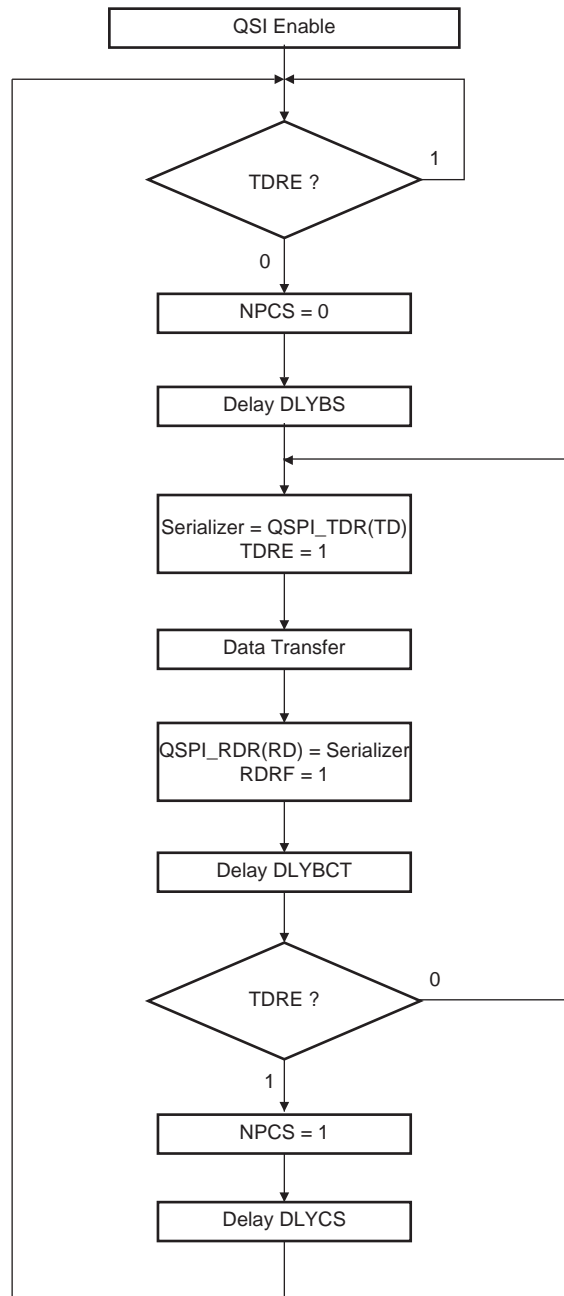 QSI Enable
TDRE ?
1
0
NPCS = 0
Delay DLYBS
Serializer = QSPI_TDR(TD)
TDRE = 1
Data Transfer
QSPI_RDR(RD) = Serializer
RDRF = 1
Delay DLYBCT
TDRE ?
0
1
NPCS = 1
Delay DLYCS